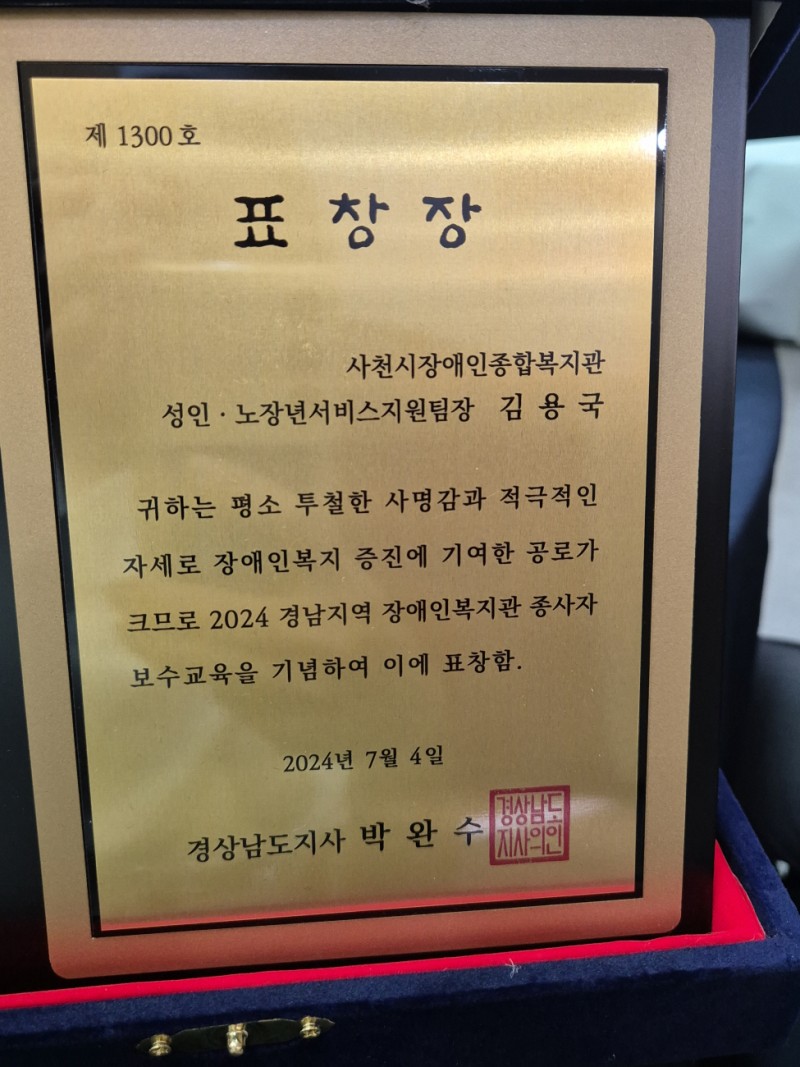 제 1300 호
표 창 장
사천시장애인종합복지관
성인 · 노장년서비스지원팀장 김 용 국
귀하는 평소 투철한 사명감과 적극적인
자세로 장애인복지 증진에 기여한 공로가
크므로 2024 경남지역 장애인복지관 종사자
보수교육을 기념하여 이에 표창함.
2024년 7월 4일
경상남도지사 박 완 수
경상남도
지사의인